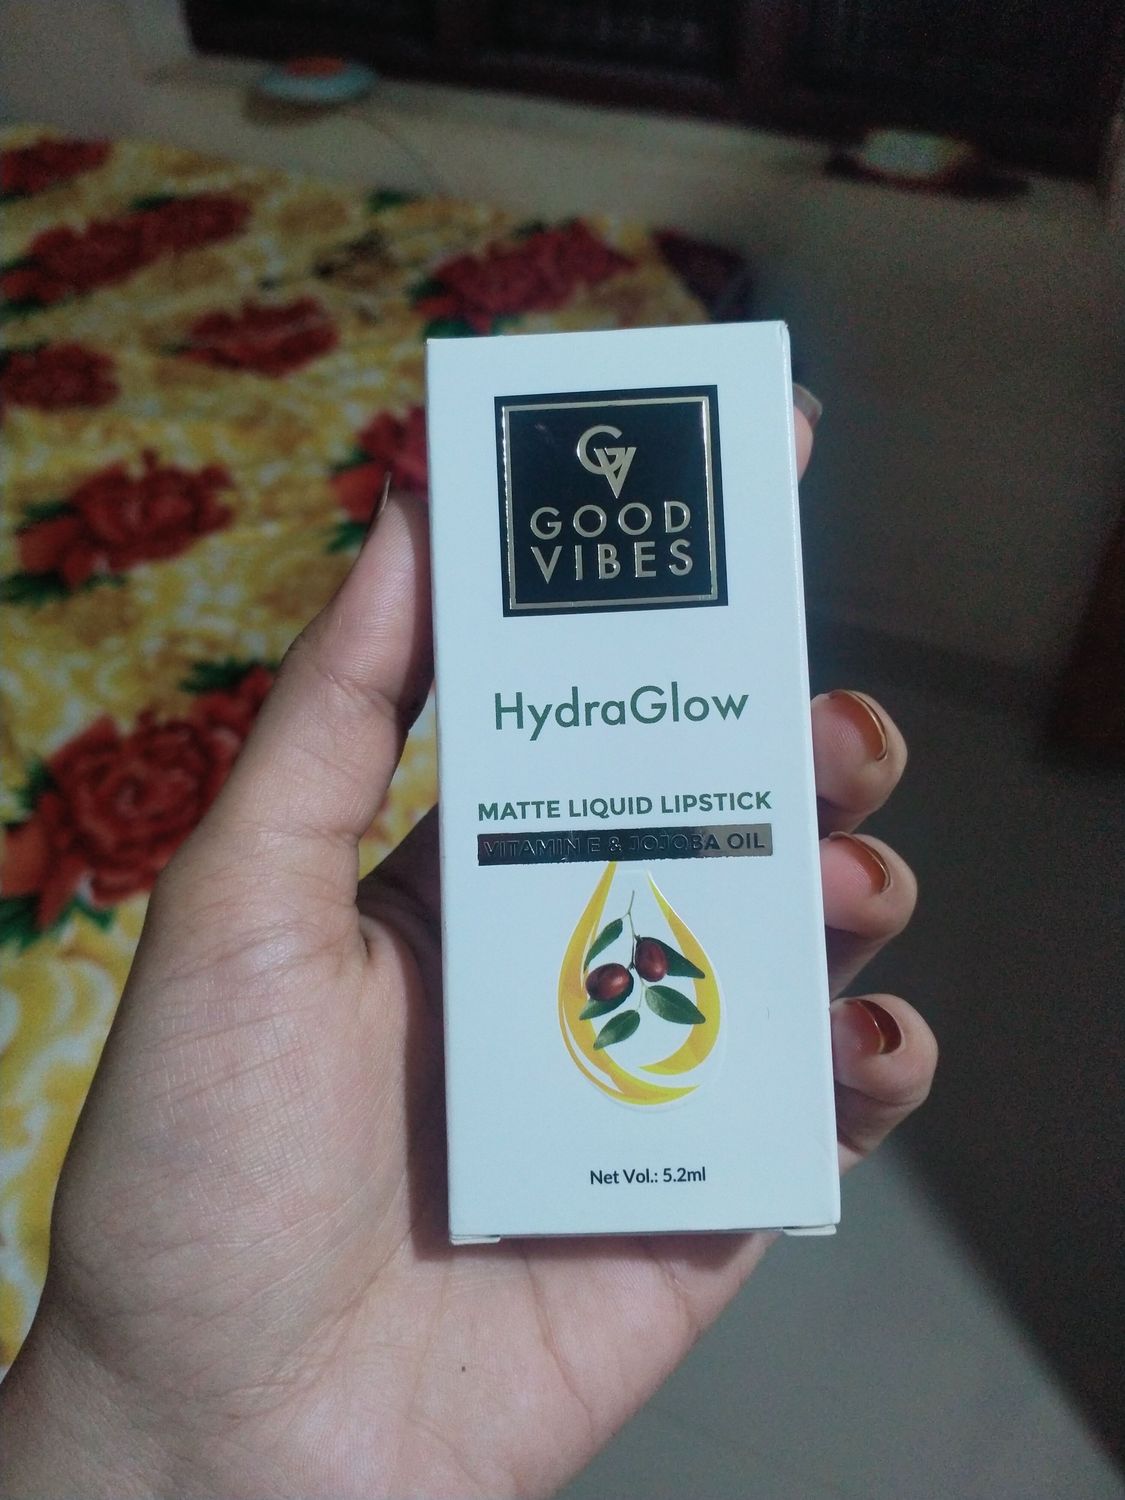 GV
GOOD
VIBES
HydraGlow
MATTE LIQUID LIPSTICK
VITAMIN E & JOJOBA OIL
Net Vol.: 5.2ml